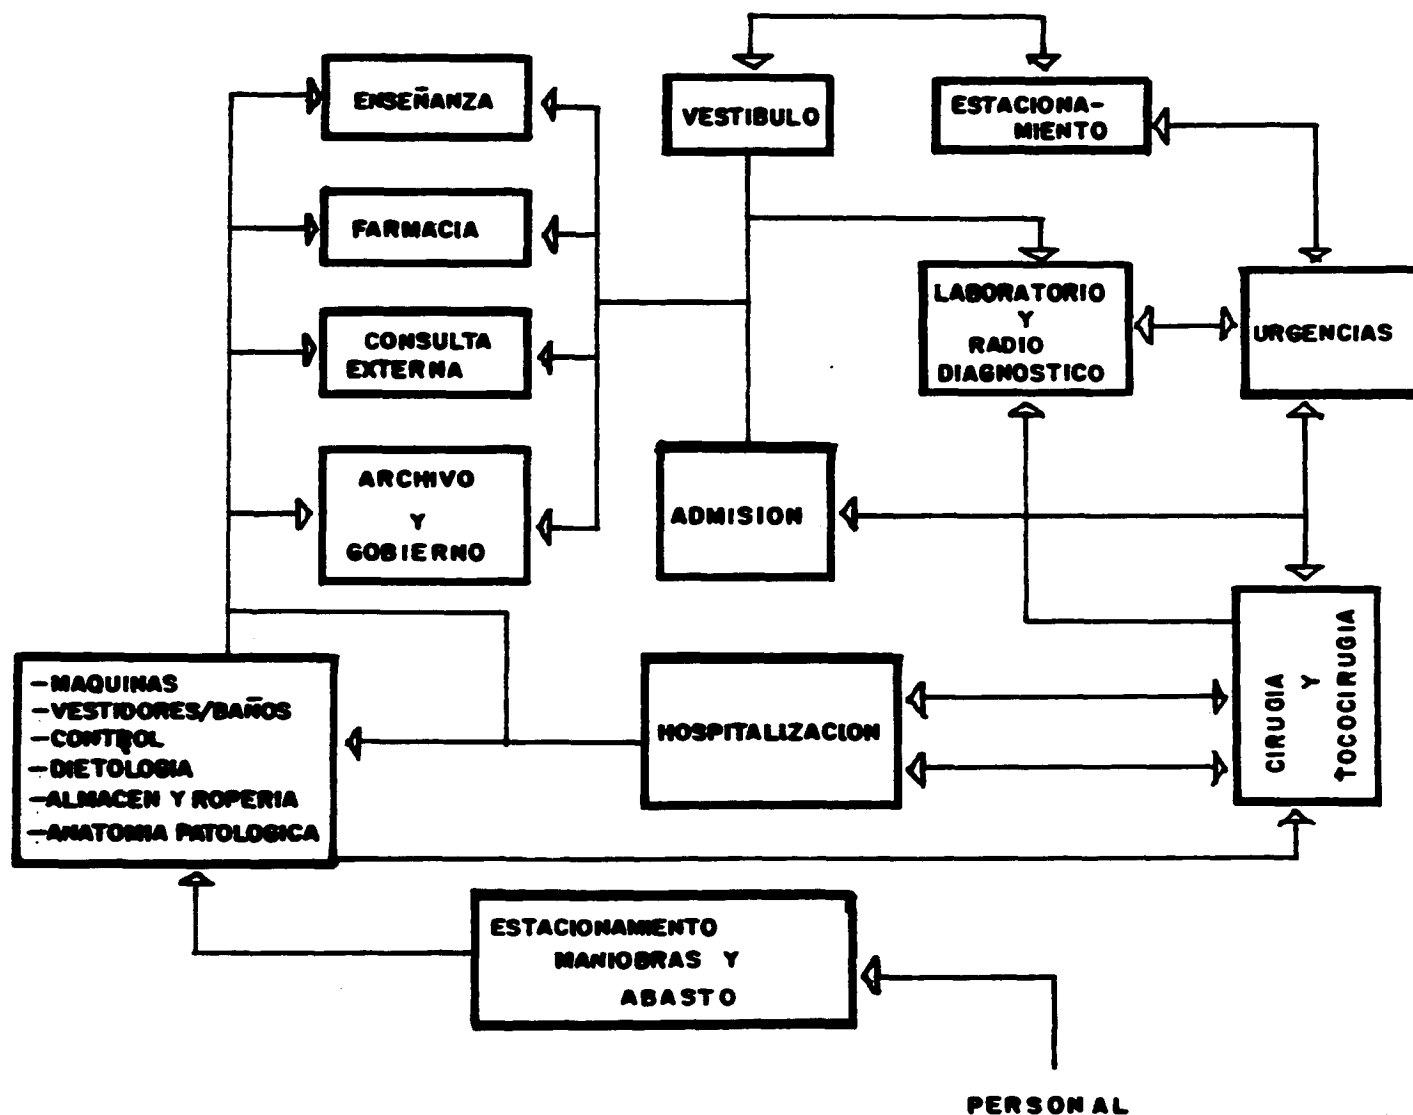 ENSEÑANZA
VESTIBULO
ESTACIONA-
MIENTO
FARMACIA
LABORATORIO
Y
RADIO
DIAGNOSTICO
URGENCIAS
CONSULTA
EXTERNA
ARCHIVO
Y
GOBIERNO
ADMISION
-MAQUINAS
-VESTIDORES/BAÑOS
-CONTROL
-DIETOLOGIA
-ALMACEN Y ROPERIA
-ANATOMIA PATOLOGICA
HOSPITALIZACION
CIRUGIA
Y
TOCOCIRUGIA
ESTACIONAMIENTO
MANIOBRAS Y
ABASTO
PERSONAL